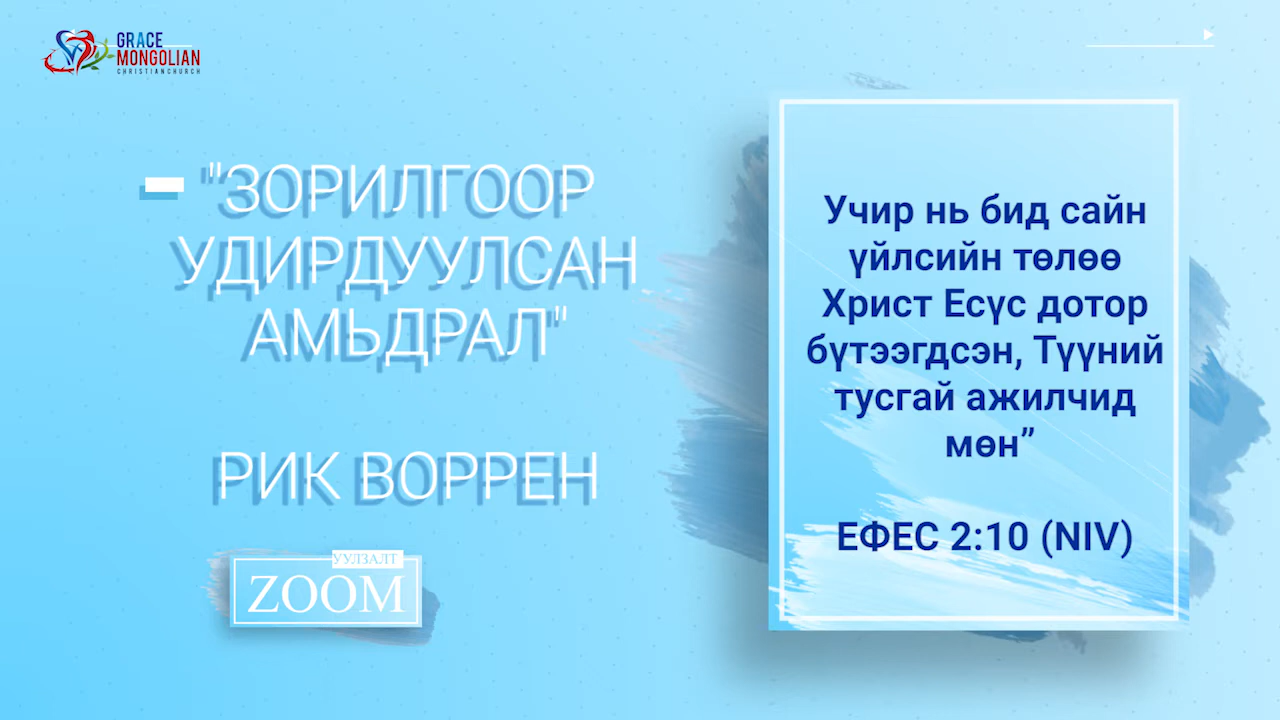 GRACE
MONGOLIAN
CHRISTIANCHURCH
"ЗОРИЛГООР
УДИРДУУЛСАН
АМЬДРАЛ"
РИК ВОРРЕН
УУЛЗАЛТ
ZOOM
Учир нь бид сайн
үйлсийн төлөө
Христ Есүс дотор
бүтээгдсэн, Түүний
тусгай ажилчид
мөн”
ЕФЕС 2:10 (NIV)